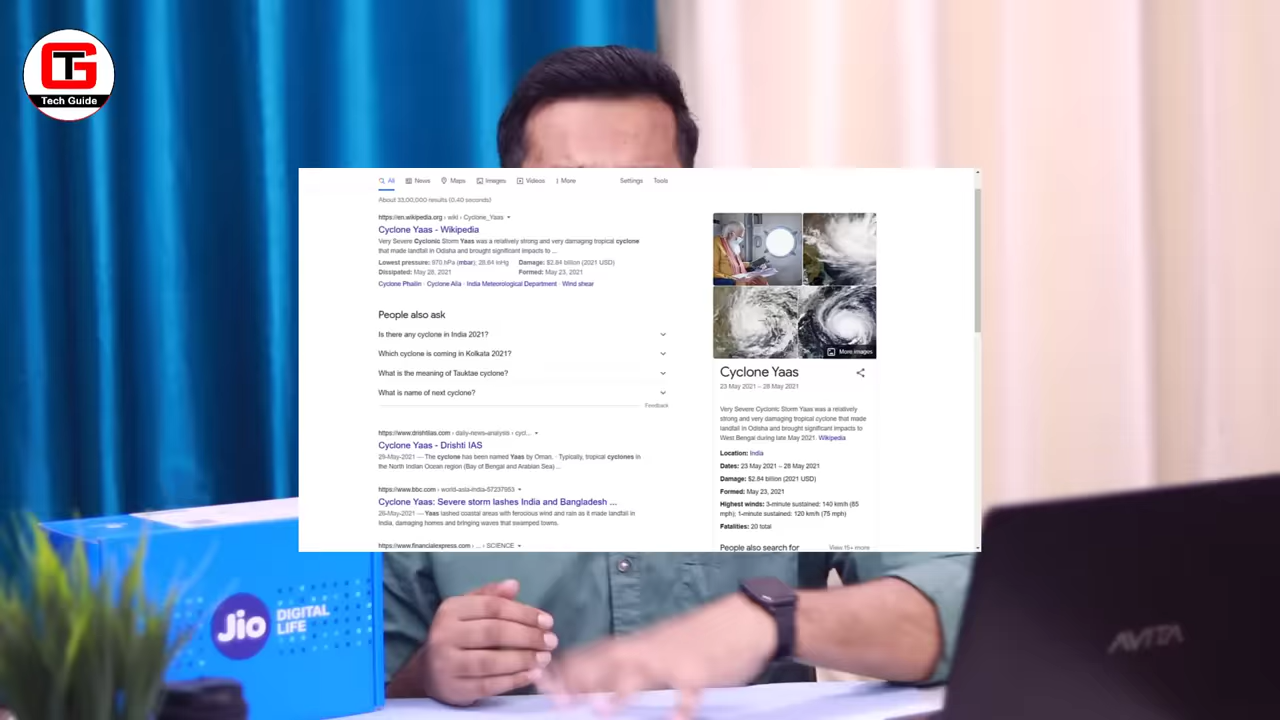 TG
Tech Guide
All News Maps Images Videos More Settings Tools
About 33,00,000 results (0.40 seconds)
https://en.wikipedia.org › wiki › Cyclone_Yaas
Cyclone Yaas - Wikipedia
Very Severe Cyclonic Storm Yaas was a relatively strong and very damaging tropical cyclone
that made landfall in Odisha and brought significant impacts to ...
Lowest pressure: 970 hPa (mbar); 28.64 inHg Damage: $2.84 billion (2021 USD)
Dissipated: May 28, 2021 Formed: May 23, 2021
Cyclone Phailin · Cyclone Aila · India Meteorological Department · Wind shear
People also ask
Is there any cyclone in India 2021?
Which cyclone is coming in Kolkata 2021?
What is the meaning of Tauktae cyclone?
What is name of next cyclone?
Feedback
https://www.drishtiias.com › daily-news-analysis › cycl...
Cyclone Yaas - Drishti IAS
29-May-2021 — The cyclone has been named Yaas by Oman. · Typically, tropical cyclones in
the North Indian Ocean region (Bay of Bengal and Arabian Sea) ...
https://www.bbc.com › world-asia-india-57237953
Cyclone Yaas: Severe storm lashes India and Bangladesh ...
26-May-2021 — Yaas lashed coastal areas with ferocious wind and rain as it made landfall in
India, damaging homes and bringing waves that swamped towns.
https://www.financialexpress.com › ... › SCIENCE
More images
Cyclone Yaas
23 May 2021 – 28 May 2021
Very Severe Cyclonic Storm Yaas was a relatively
strong and very damaging tropical cyclone that made
landfall in Odisha and brought significant impacts to
West Bengal during late May 2021. Wikipedia
Location: India
Dates: 23 May 2021 – 28 May 2021
Damage: $2.84 billion (2021 USD)
Formed: May 23, 2021
Highest winds: 3-minute sustained: 140 km/h (85
mph); 1-minute sustained: 120 km/h (75 mph)
Fatalities: 20 total
People also search for View 15+ more
Jio
DIGITAL
LIFE
AVITA